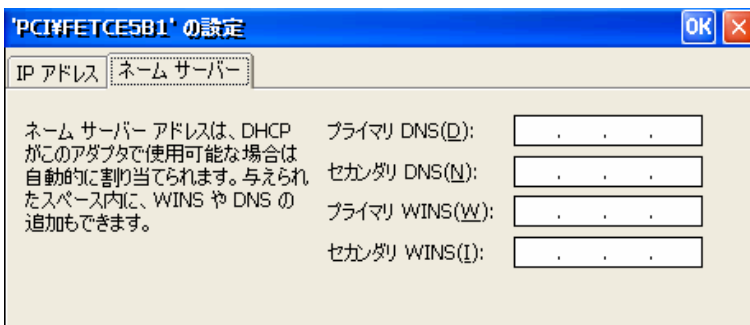 'PCI¥FETCE5B1' の設定
OK
IP アドレス
ネーム サーバー
ネーム サーバー アドレスは、DHCP
がこのアダプタで使用可能な場合は
自動的に割り当てられます。与えられ
たスペース内に、WINS や DNS の
追加もできます。
プライマリ DNS(D):
セカンダリ DNS(N):
プライマリ WINS(W):
セカンダリ WINS(I):